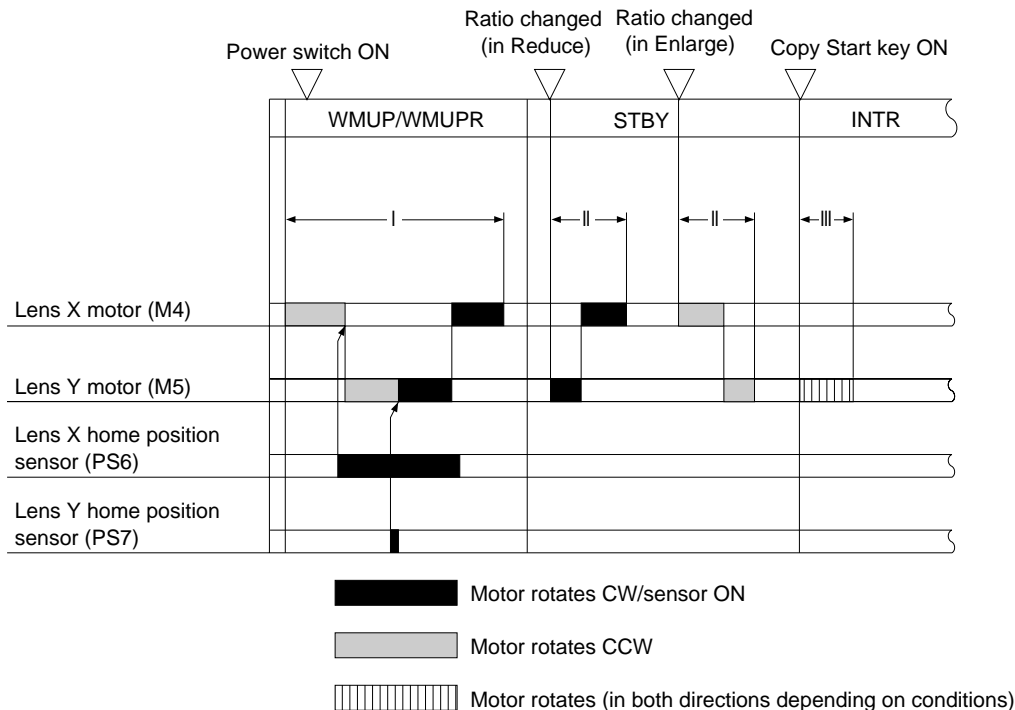 Ratio changed
(in Reduce)
Ratio changed
(in Enlarge)
Power switch ON
Copy Start key ON
WMUP/WMUPR
STBY
INTR
I
II
II
III
Lens X motor (M4)
Lens Y motor (M5)
Lens X home position
sensor (PS6)
Lens Y home position
sensor (PS7)
Motor rotates CW/sensor ON
Motor rotates CCW
Motor rotates (in both directions depending on conditions)